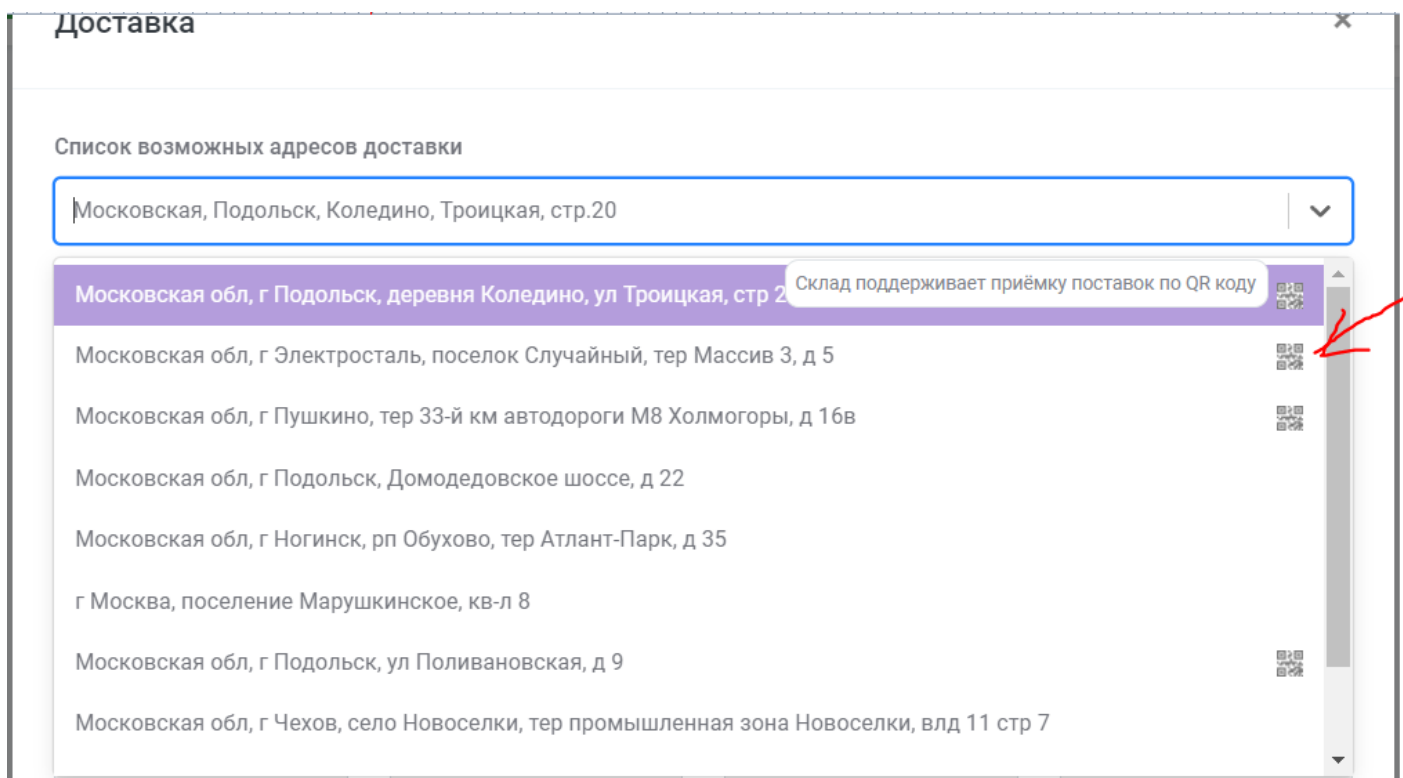 Доставка
Список возможных адресов доставки
Московская, Подольск, Коледино, Троицкая, стр.20
Московская обл, г Подольск, деревня Коледино, ул Троицкая, стр 2
Склад поддерживает приёмку поставок по QR коду
Московская обл, г Электросталь, поселок Случайный, тер Массив 3, д 5
Московская обл, г Пушкино, тер 33-й км автодороги М8 Холмогоры, д 16в
Московская обл, г Подольск, Домодедовское шоссе, д 22
Московская обл, г Ногинск, рп Обухово, тер Атлант-Парк, д 35
г Москва, поселение Марушкинское, кв-л 8
Московская обл, г Подольск, ул Поливановская, д 9
Московская обл, г Чехов, село Новоселки, тер промышленная зона Новоселки, влд 11 стр 7